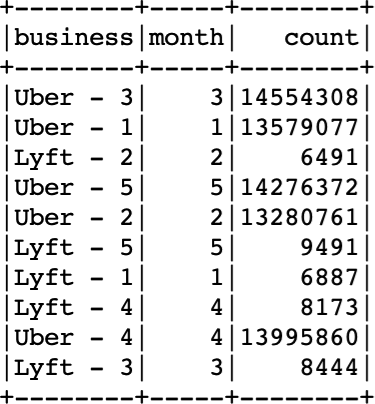 +--------+-----+--------+
|business|month|   count|
+--------+-----+--------+
|Uber - 3|    3|14554308|
|Uber - 1|    1|13579077|
|Lyft - 2|    2|    6491|
|Uber - 5|    5|14276372|
|Uber - 2|    2|13280761|
|Lyft - 5|    5|    9491|
|Lyft - 1|    1|    6887|
|Lyft - 4|    4|    8173|
|Uber - 4|    4|13995860|
|Lyft - 3|    3|    8444|
+--------+-----+--------+